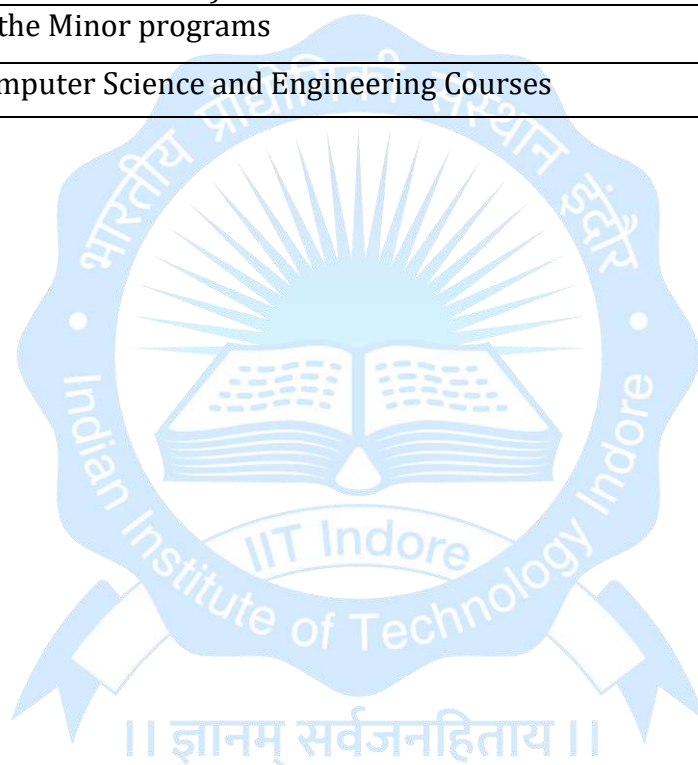 the Minor programs
mputer Science and Engineering Courses
भारतीय प्रौद्योगिकी संस्थान इंदौर
Indian Institute of Technology Indore
IIT Indore
।। ज्ञानम् सर्वजनहिताय ।।